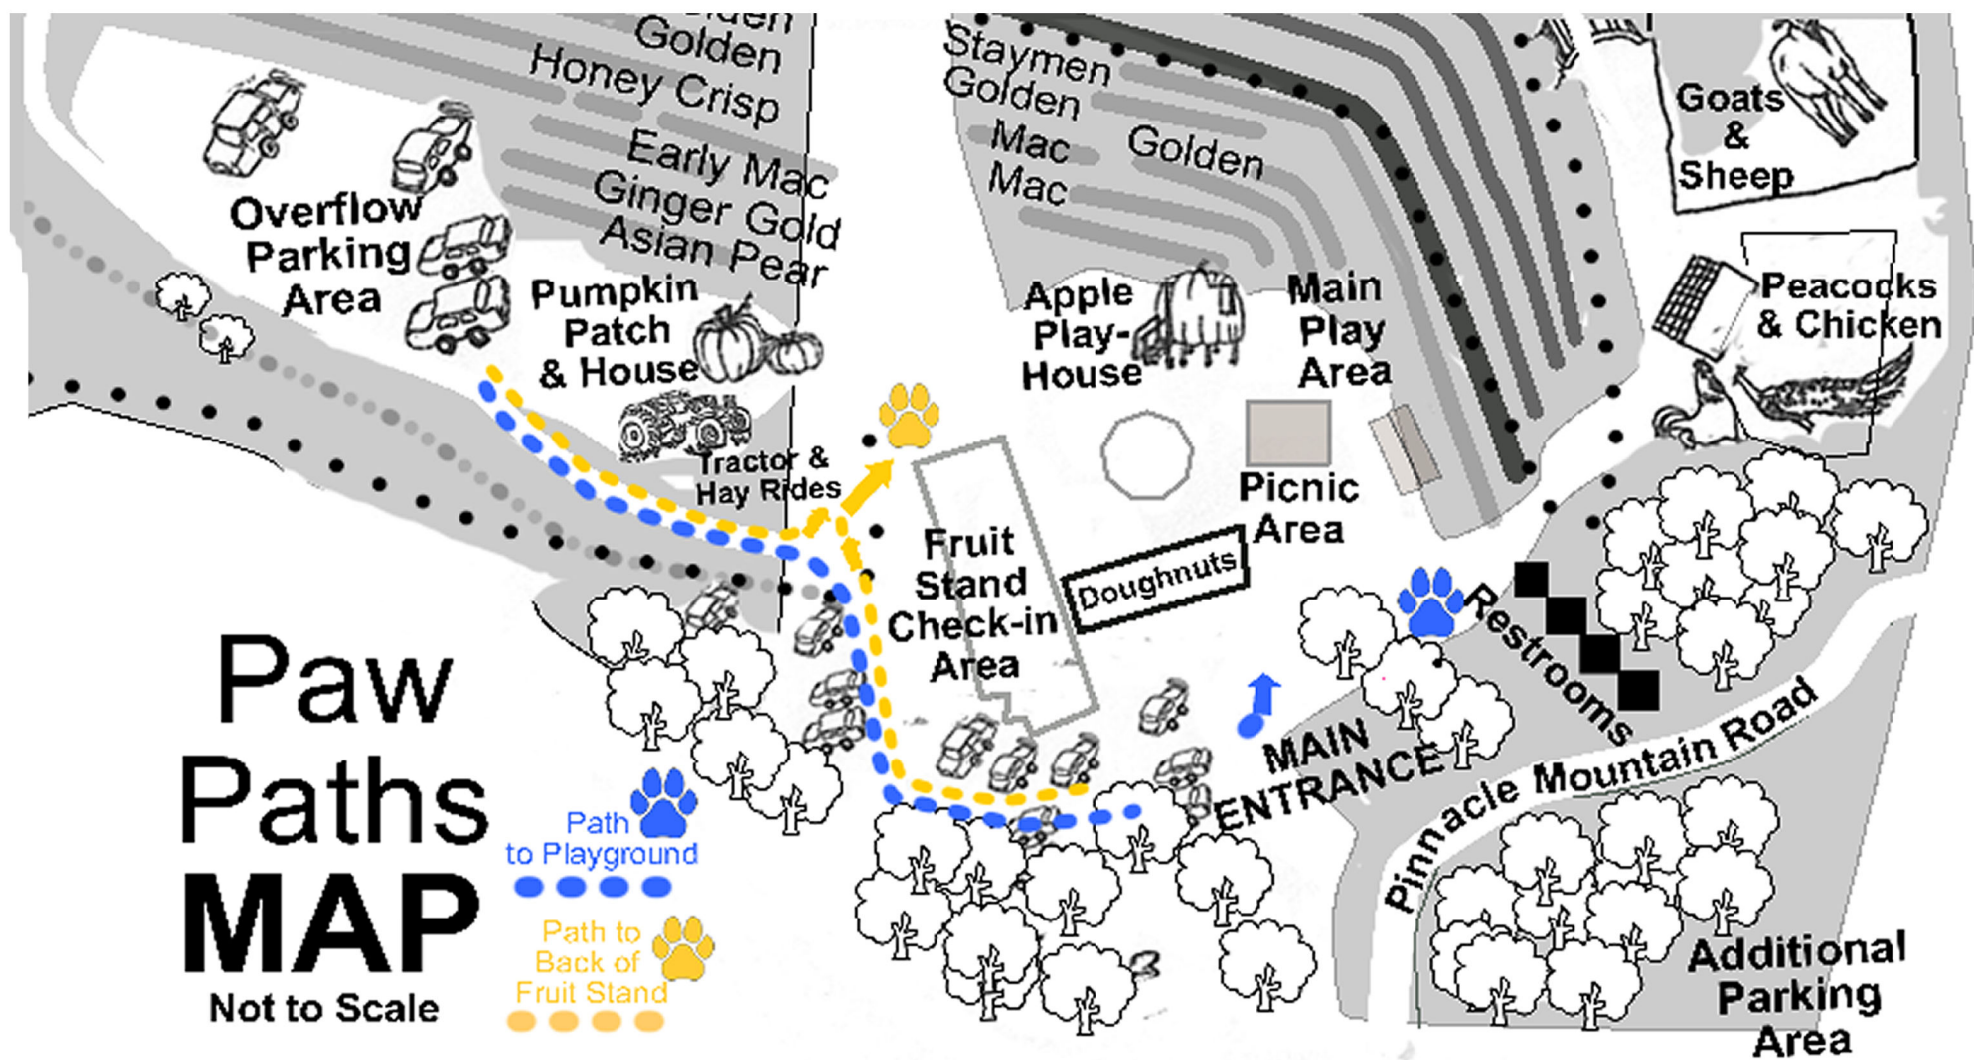 Golden
Honey Crisp
Early Mac
Ginger Gold
Asian Pear
Staymen
Golden
Mac
Mac
Golden
Goats
&
Sheep
Overflow
Parking
Area
Pumpkin
Patch
& House
Tractor &
Hay Rides
Apple
Play-
House
Main
Play
Area
Peacocks
& Chicken
Picnic
Area
Fruit
Stand
Check-in
Area
Doughnuts
Restrooms
MAIN
ENTRANCE
Pinnacle Mountain Road
Additional
Parking
Area
Paw
Paths
MAP
Not to Scale
Path
to Playground
Path to
Back of
Fruit Stand